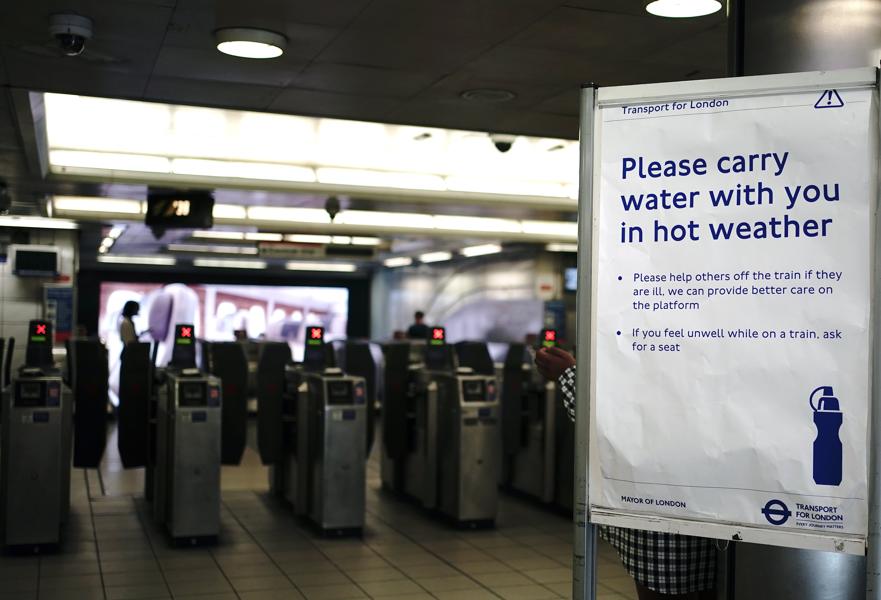 Transport for London
Please carry
water with you
in hot weather
• Please help others off the train if they
are ill, we can provide better care on
the platform
• If you feel unwell while on a train, ask
for a seat
MAYOR OF LONDON
TRANSPORT
FOR LONDON
EVERY JOURNEY MATTERS